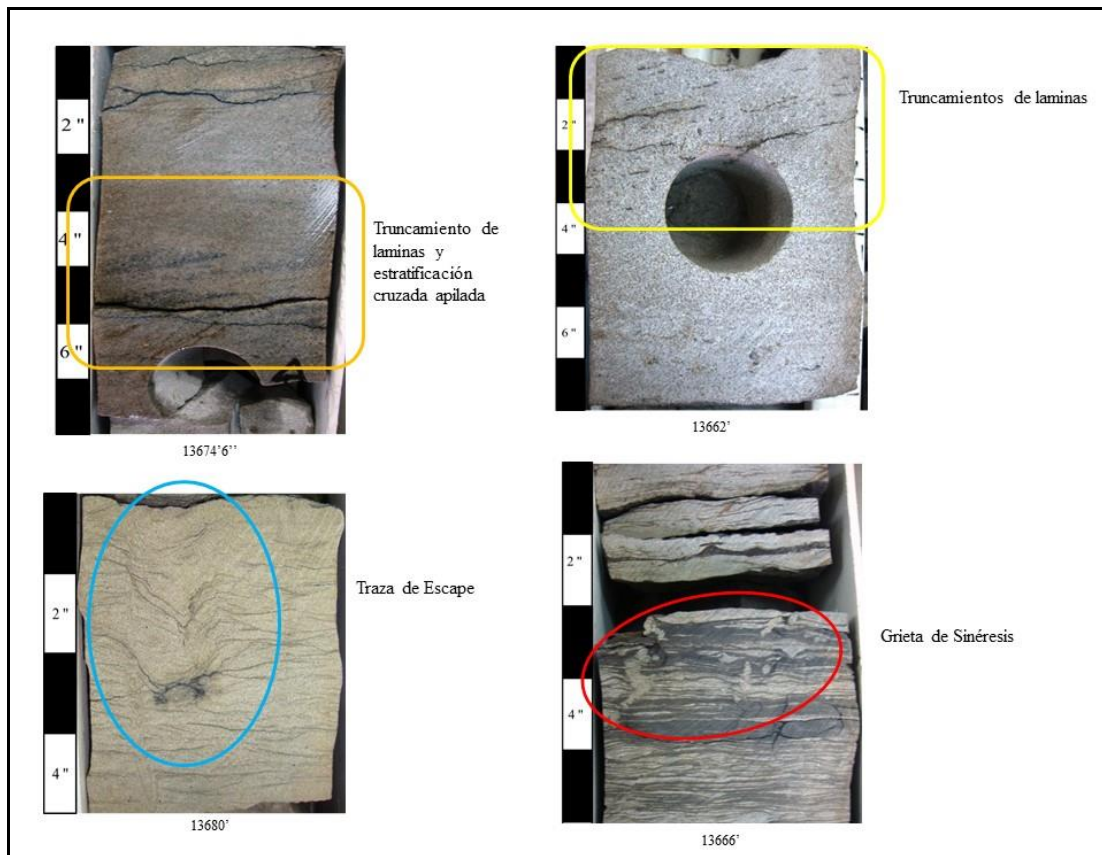 2 "
4 "
6 "
Truncamiento de
laminas y
estratificación
cruzada apilada
13674'6''
2 "
4 "
6 "
Truncamientos de laminas
13662'
2 "
4 "
Traza de Escape
13680'
2 "
4 "
Grieta de Sinéresis
13666'